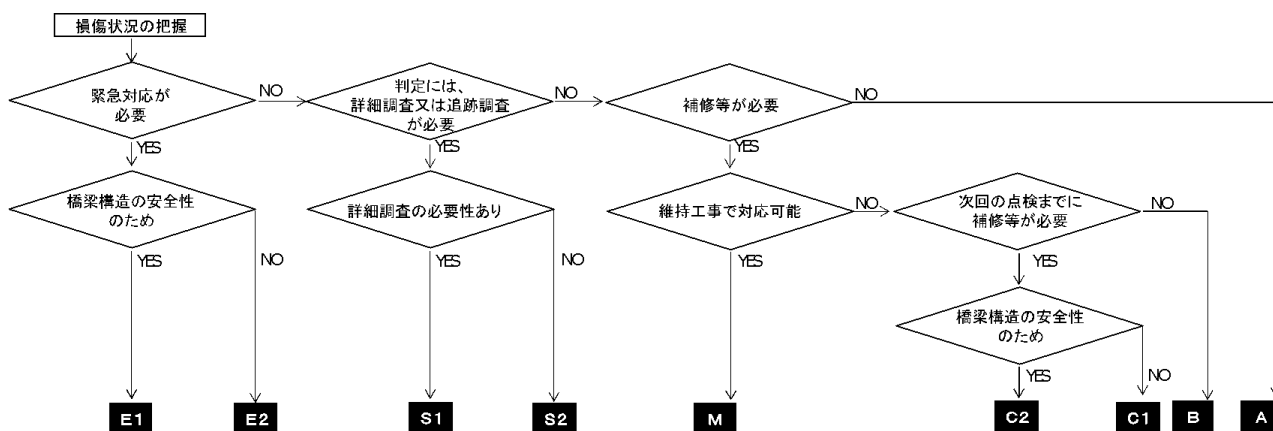 損傷状況の把握
緊急対応が
必要
NO
判定には、
詳細調査又は追跡調査
が必要
NO
補修等が必要
NO
YES
YES
YES
橋梁構造の安全性
のため
詳細調査の必要性あり
維持工事で対応可能
NO
次回の点検までに
補修等が必要
NO
YES
NO
YES
NO
YES
YES
橋梁構造の安全性
のため
YES
NO
E1
E2
S1
S2
M
C2
C1
B
A